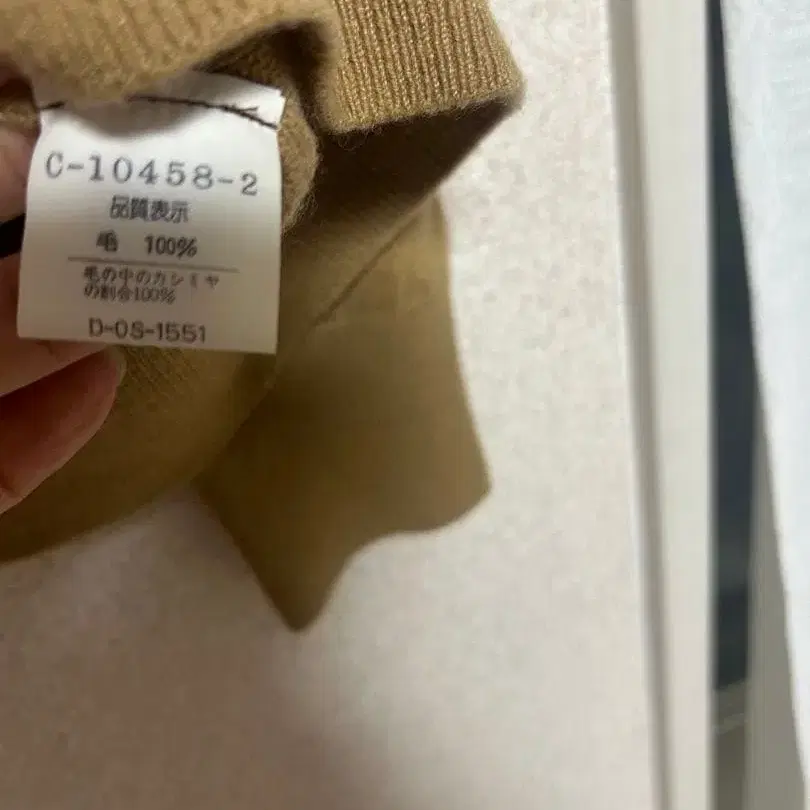 C-10458-2
品質表示
毛 100%
毛の中のカシミヤ
の割合100%
D-OS-1551